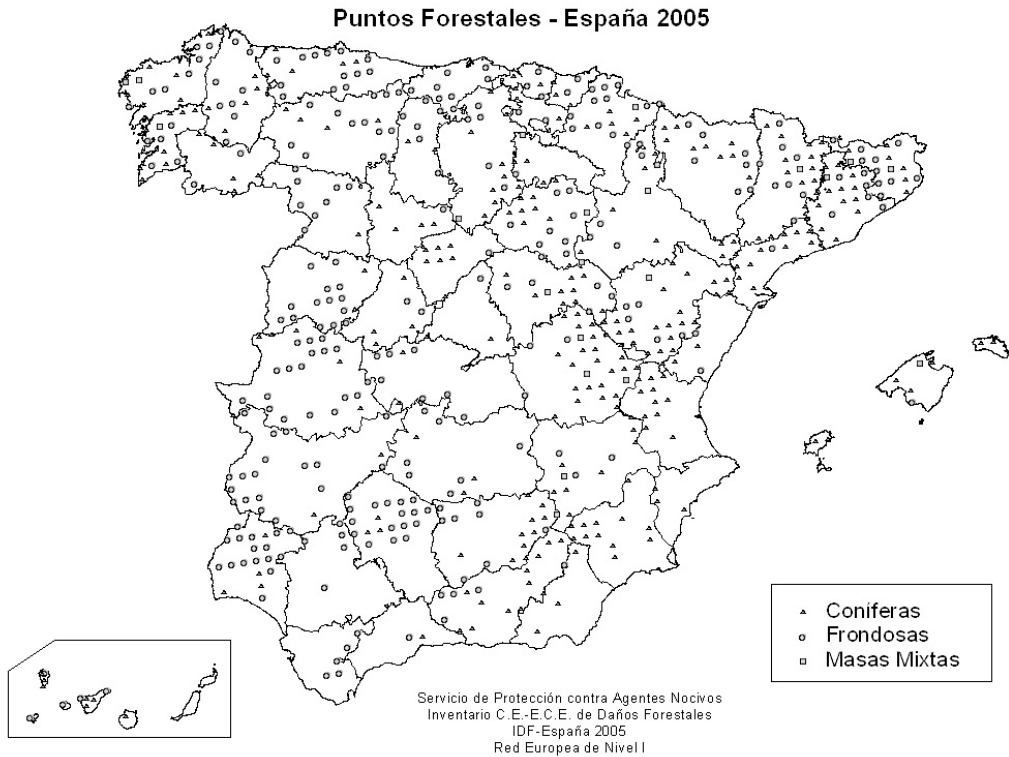 Puntos Forestales - España 2005
Coníferas
Frondosas
Masas Mixtas
Servicio de Protección contra Agentes Nocivos
Inventario C.E.-E.C.E. de Daños Forestales
IDF-España 2005
Red Europea de Nivel I